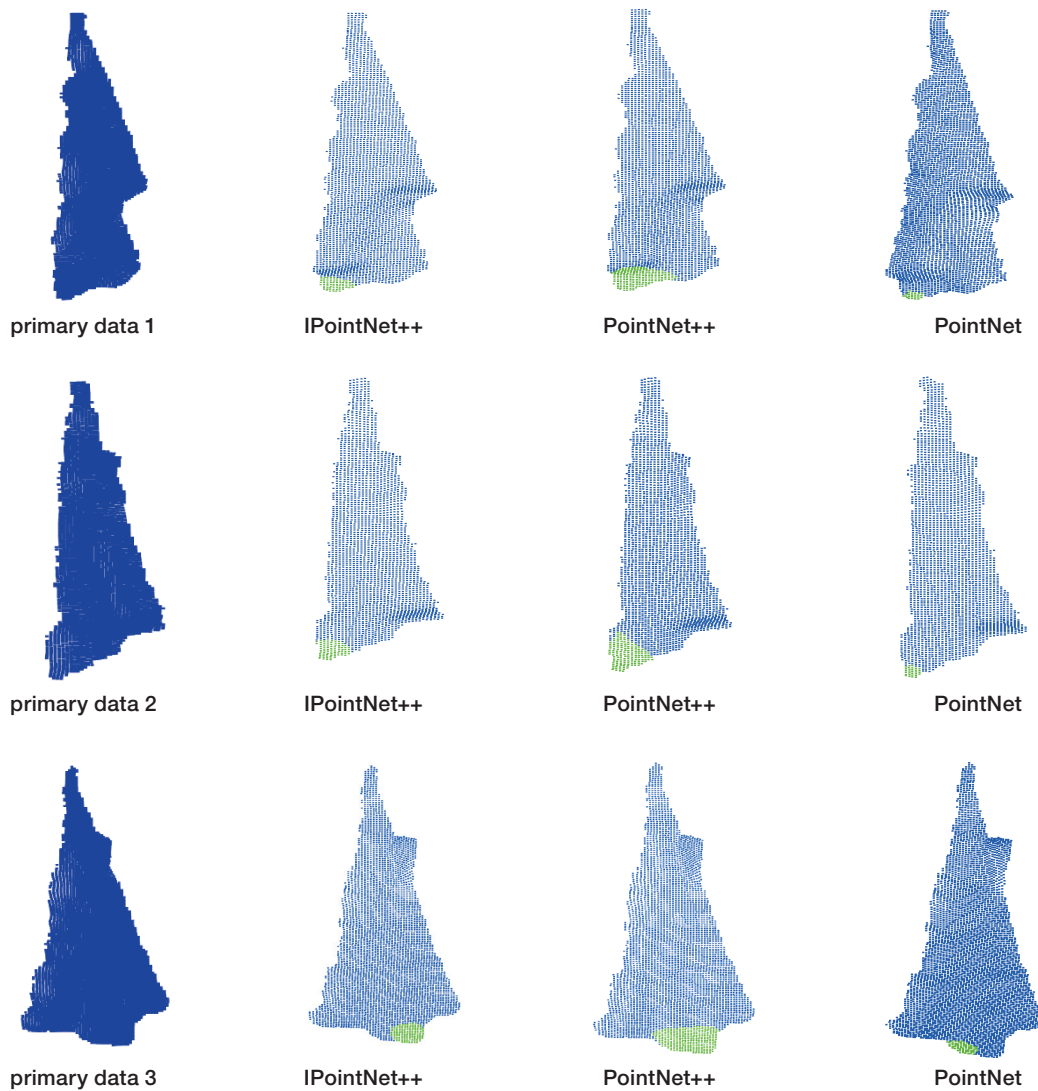 primary data 1 IPointNet++ PointNet++ PointNet
primary data 2 IPointNet++ PointNet++ PointNet
primary data 3 IPointNet++ PointNet++ PointNet